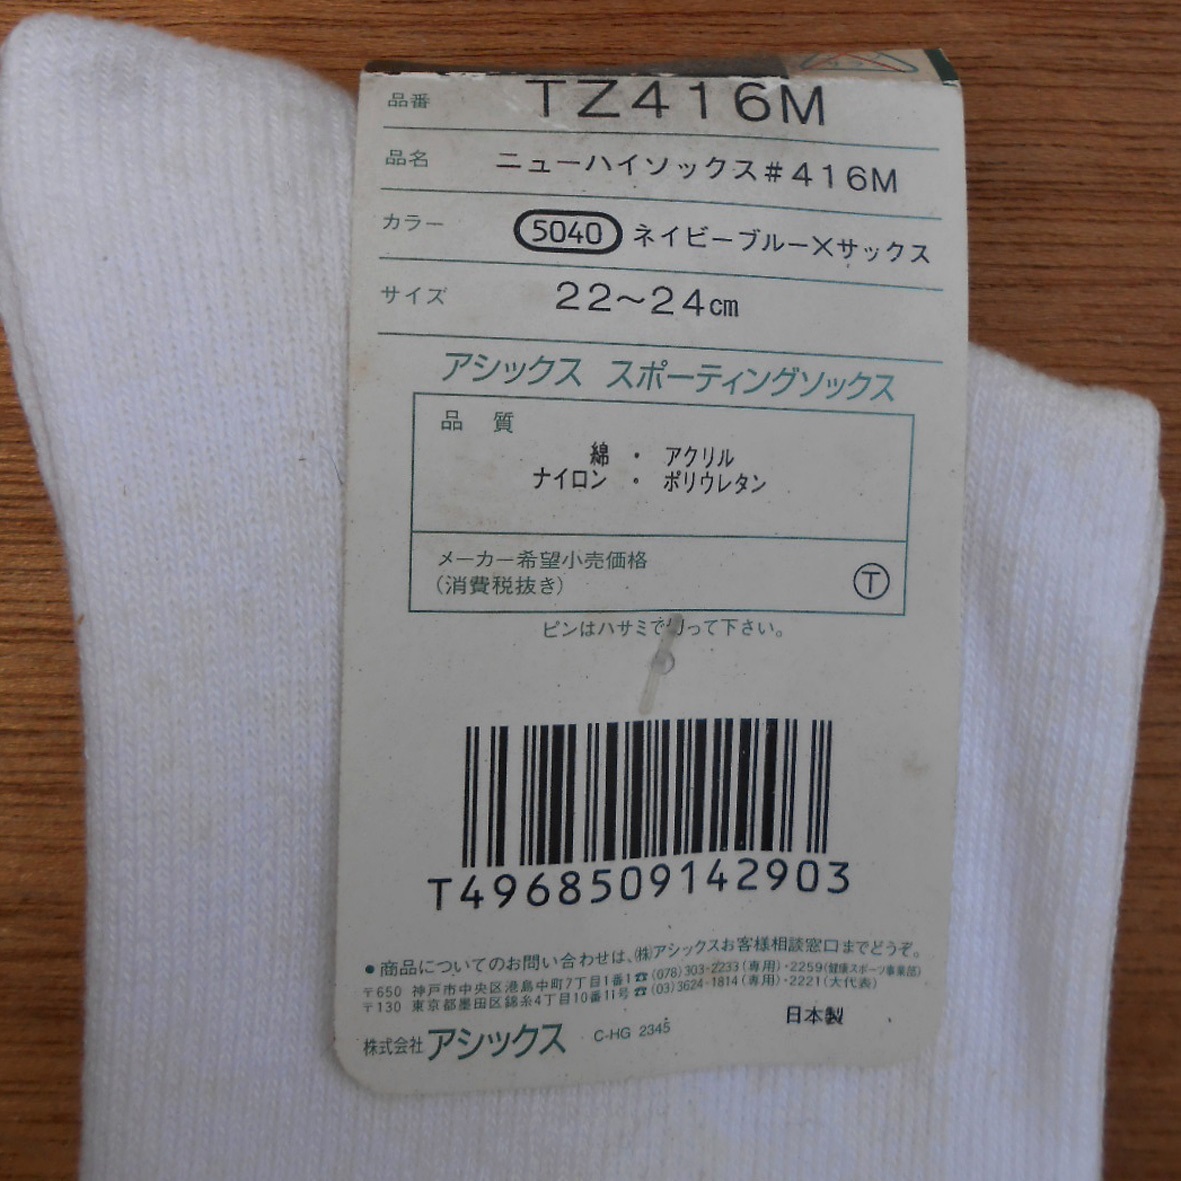 品番 TZ416M
品名 ニューハイソックス#416M
カラー 5040 ネイビーブルー×サックス
サイズ 22〜24cm
アシックス スポーティングソックス
品 質
綿 ・ アクリル
ナイロン ・ ポリウレタン
メーカー希望小売価格
(消費税抜き) T
ピンはハサミで切って下さい。
T4968509142903
●商品についてのお問い合わせは、(株)アシックスお客様相談窓口までどうぞ。
〒650 神戸市中央区港島中町7丁目1番1☎(078)303-2233(専用)・2259(健康スポーツ事業部)
〒130 東京都墨田区錦糸4丁目10番11号☎(03)3624-1814(専用)・2221(大代表)
株式会社アシックス C-HG 2345 日本製